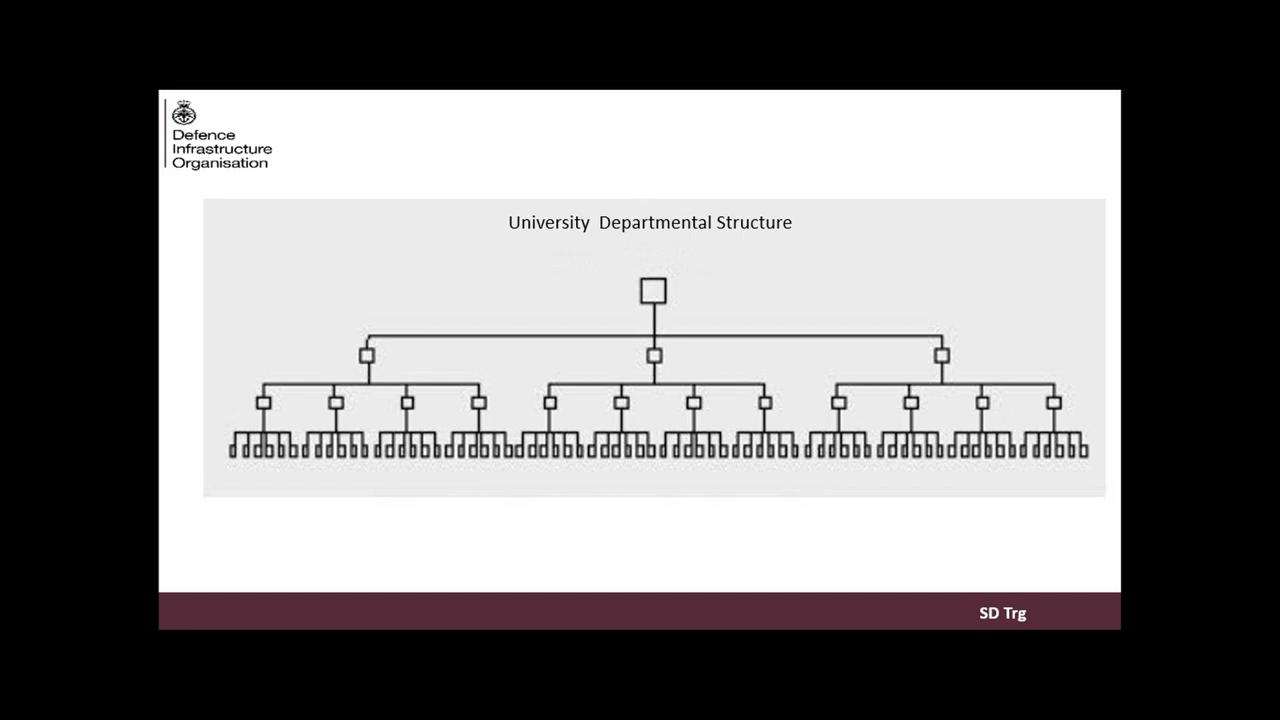 Defence
Infrastructure
Organisation
University  Departmental Structure
SD Trg